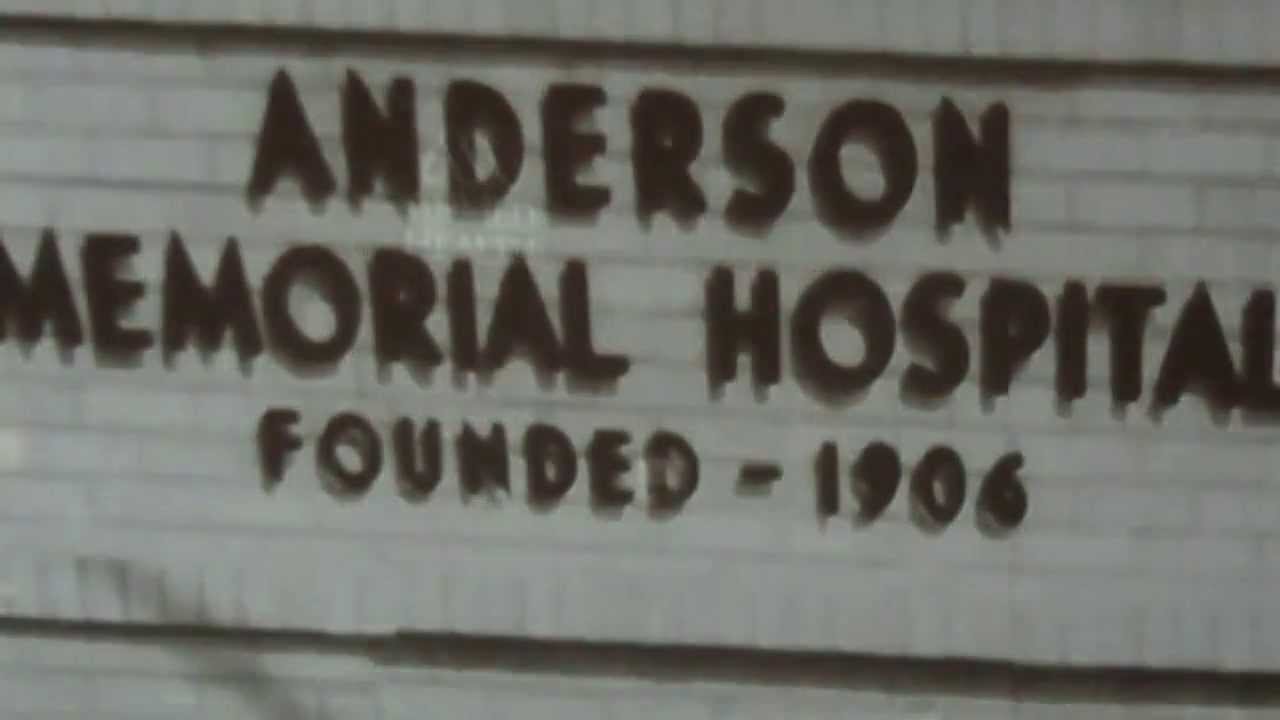 ANDERSON
MEMORIAL HOSPITAL
FOUNDED - 1906